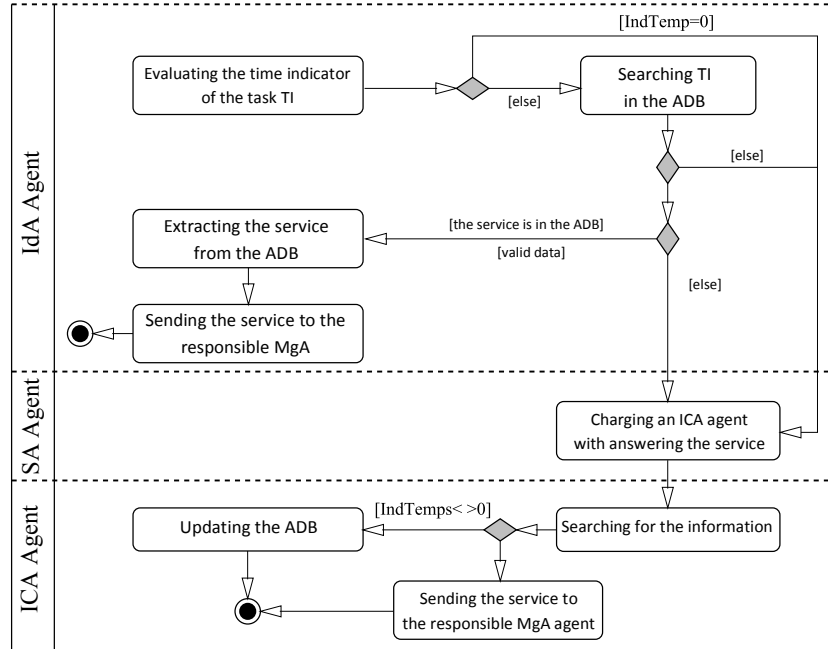 [IndTemp=0]
Evaluating the time indicator
of the task TI
[else]
Searching TI
in the ADB
[else]
IdA Agent
Extracting the service
from the ADB
[the service is in the ADB]
[valid data]
[else]
Sending the service to the
responsible MgA
SA Agent
Charging an ICA agent
with answering the service
ICA Agent
Updating the ADB
[IndTemps< >0]
Searching for the information
Sending the service to
the responsible MgA agent